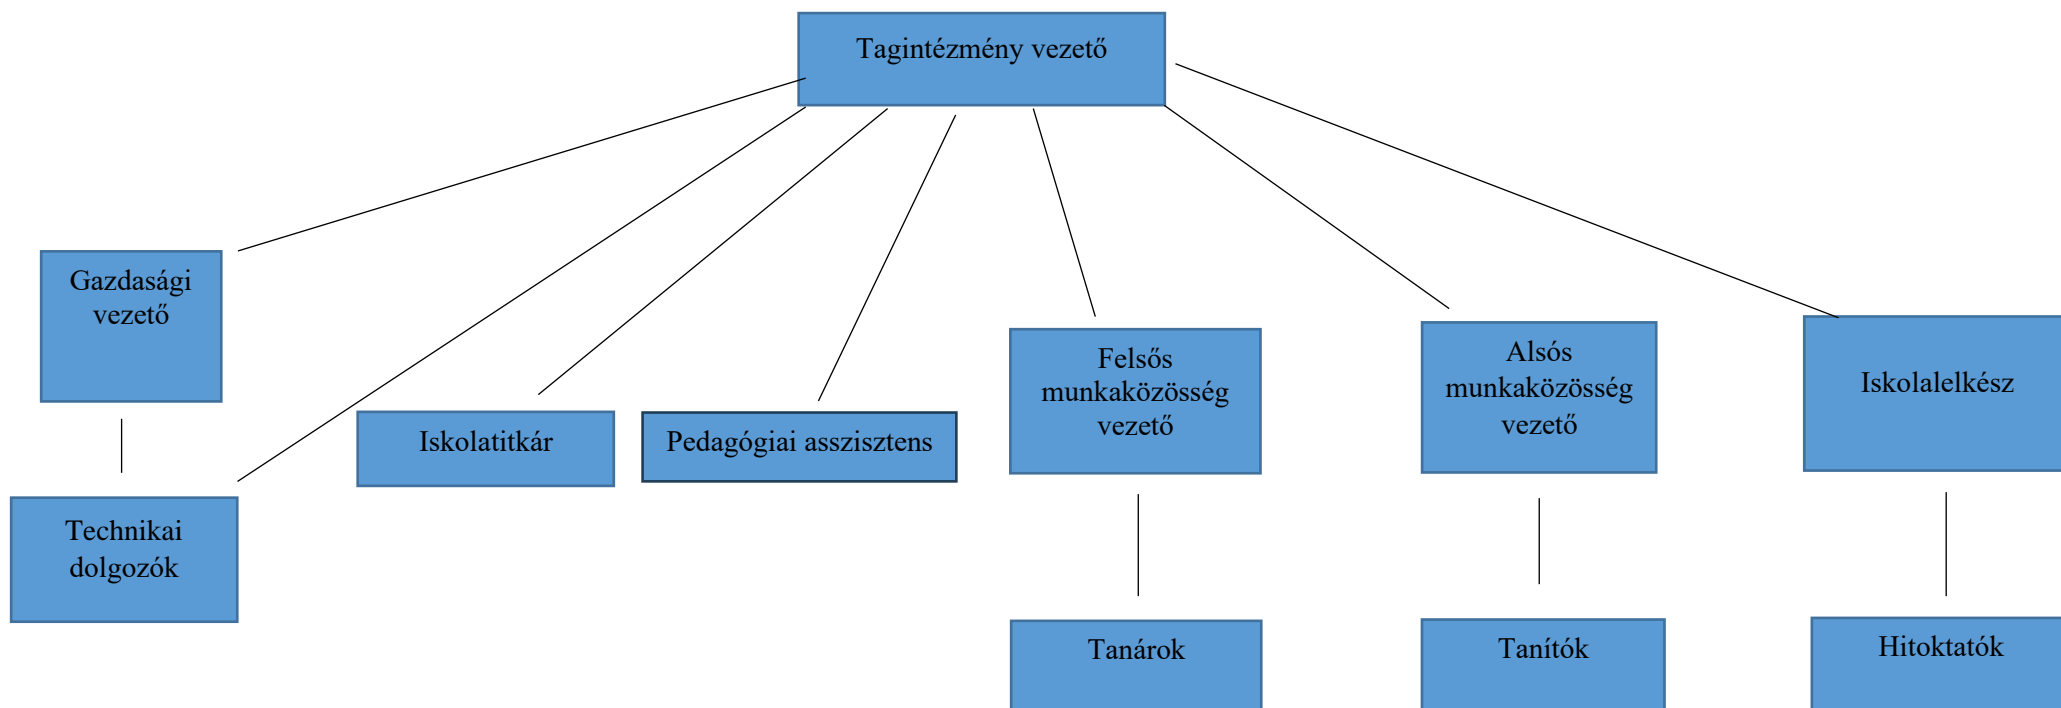 Tagintézmény vezető
Gazdasági
vezető
Technikai
dolgozók
Iskolatitkár
Pedagógiai asszisztens
Felsős
munkaközösség
vezető
Alsós
munkaközösség
vezető
Iskolalelkész
Tanárok
Tanítók
Hitoktatók